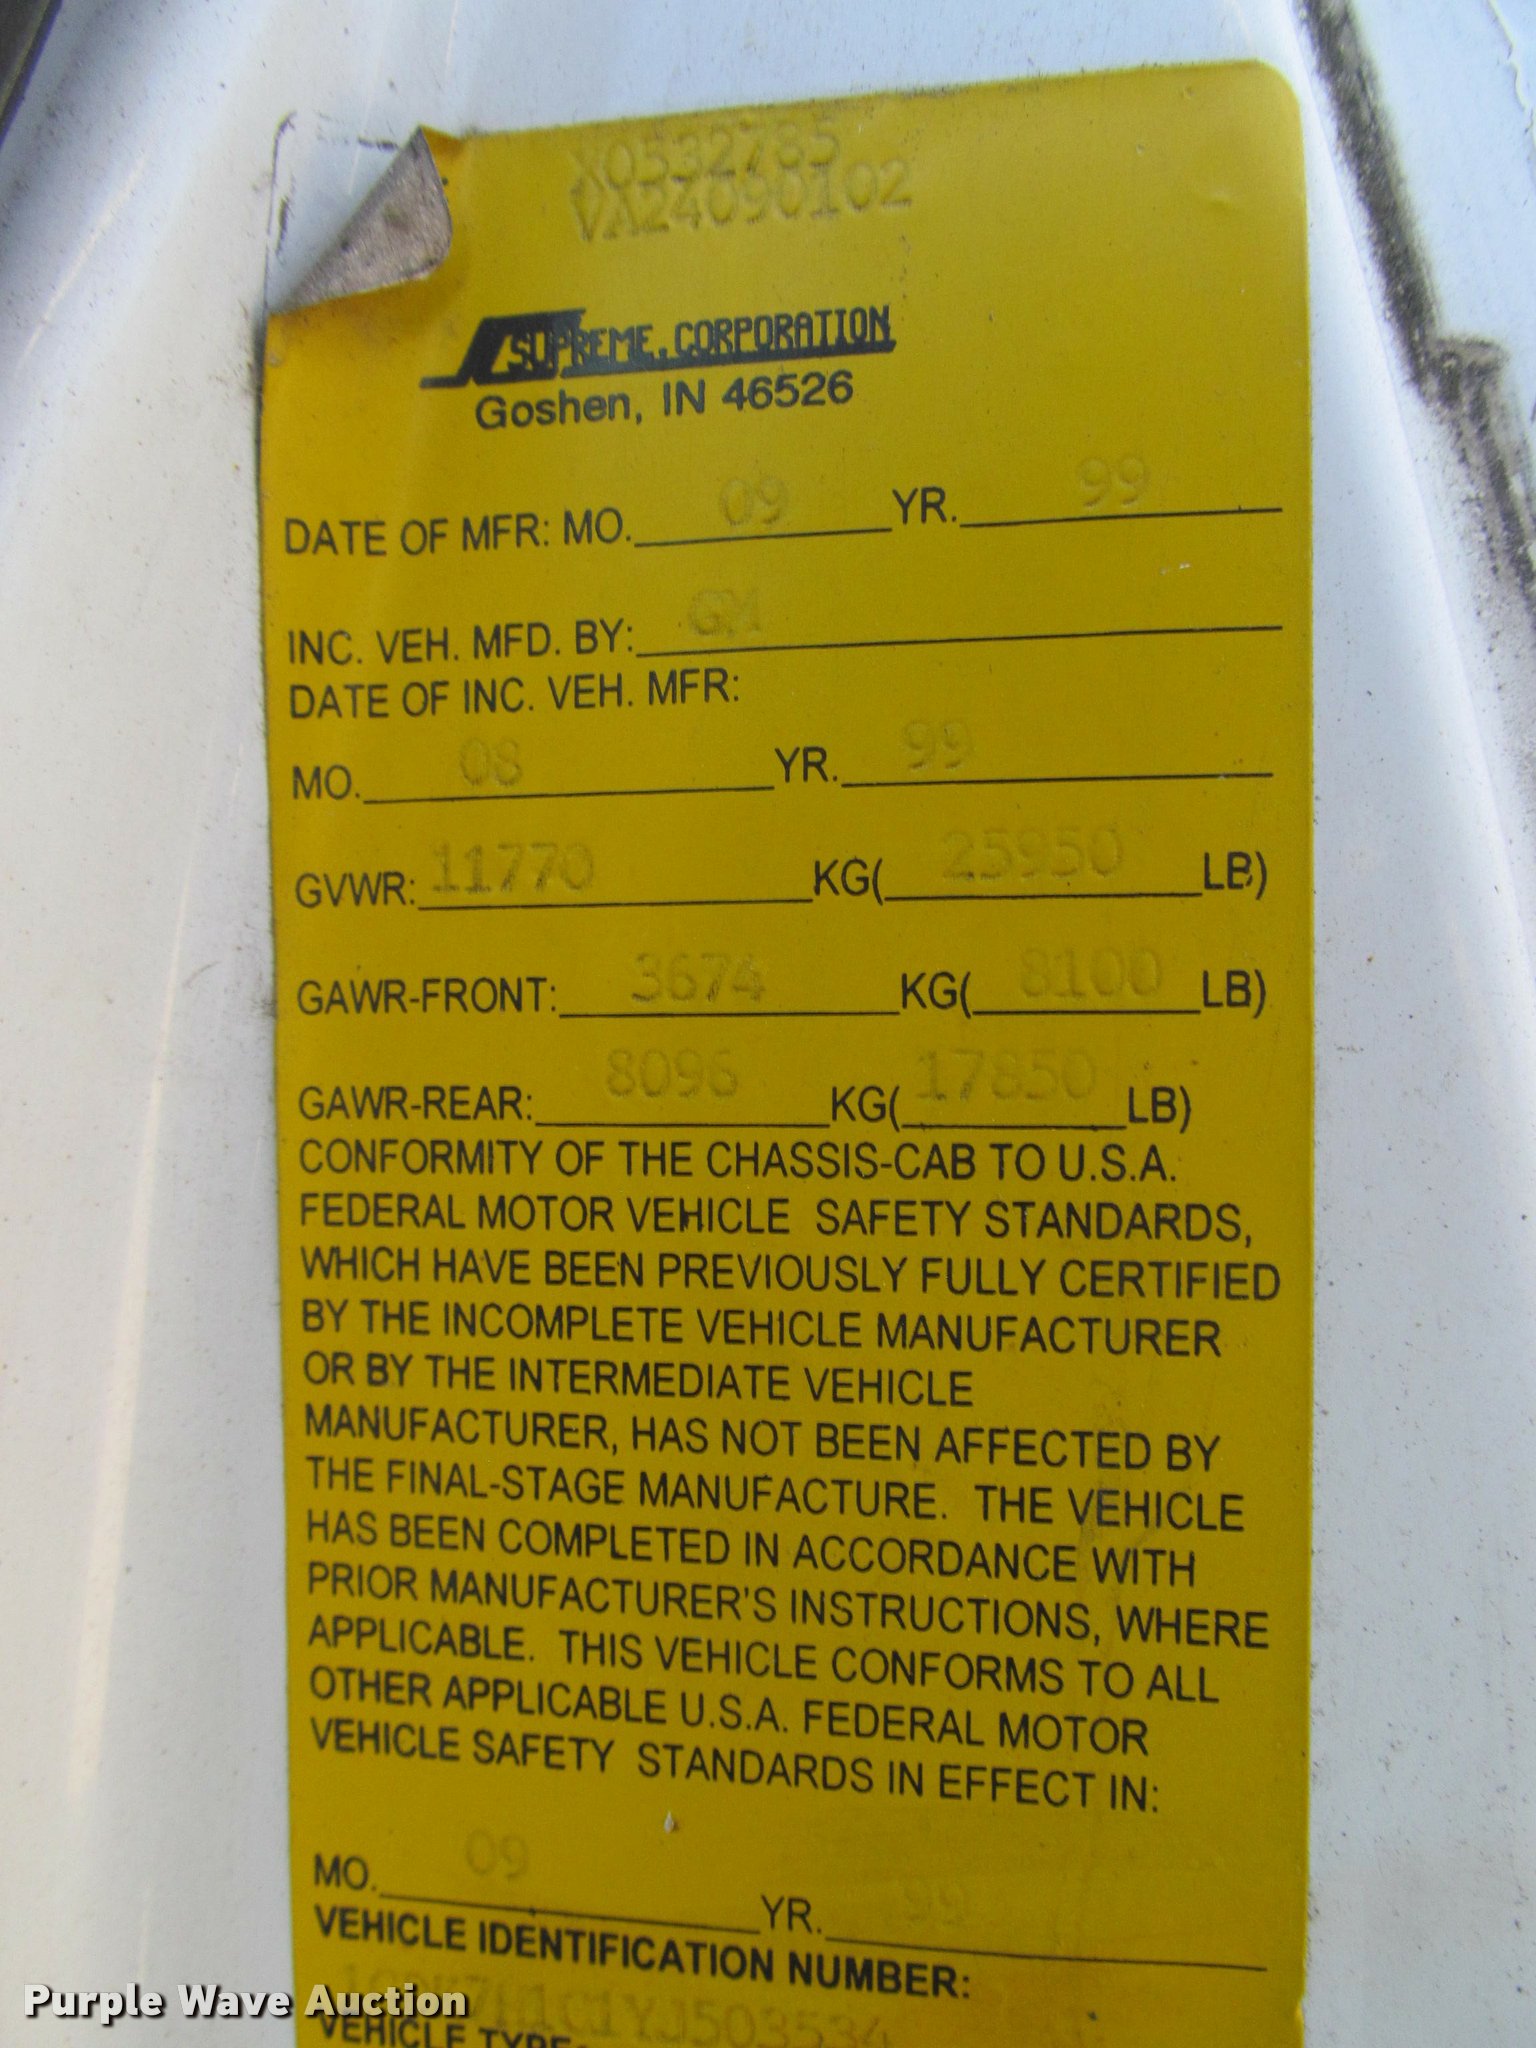 X0532785
VA24090102
SUPREME CORPORATION
Goshen, IN 46526
DATE OF MFR: MO. 09 YR. 99
INC. VEH. MFD. BY: GM
DATE OF INC. VEH. MFR:
MO. 08 YR. 99
GVWR: 11770 KG( 25950 LB)
GAWR-FRONT: 3674 KG( 8100 LB)
GAWR-REAR: 8096 KG( 17850 LB)
CONFORMITY OF THE CHASSIS-CAB TO U.S.A.
FEDERAL MOTOR VEHICLE SAFETY STANDARDS,
WHICH HAVE BEEN PREVIOUSLY FULLY CERTIFIED
BY THE INCOMPLETE VEHICLE MANUFACTURER
OR BY THE INTERMEDIATE VEHICLE
MANUFACTURER, HAS NOT BEEN AFFECTED BY
THE FINAL-STAGE MANUFACTURE. THE VEHICLE
HAS BEEN COMPLETED IN ACCORDANCE WITH
PRIOR MANUFACTURER'S INSTRUCTIONS, WHERE
APPLICABLE. THIS VEHICLE CONFORMS TO ALL
OTHER APPLICABLE U.S.A. FEDERAL MOTOR
VEHICLE SAFETY STANDARDS IN EFFECT IN:
MO. 09 YR. 99
VEHICLE IDENTIFICATION NUMBER:
Purple Wave Auction
VEHICLE TYPE: